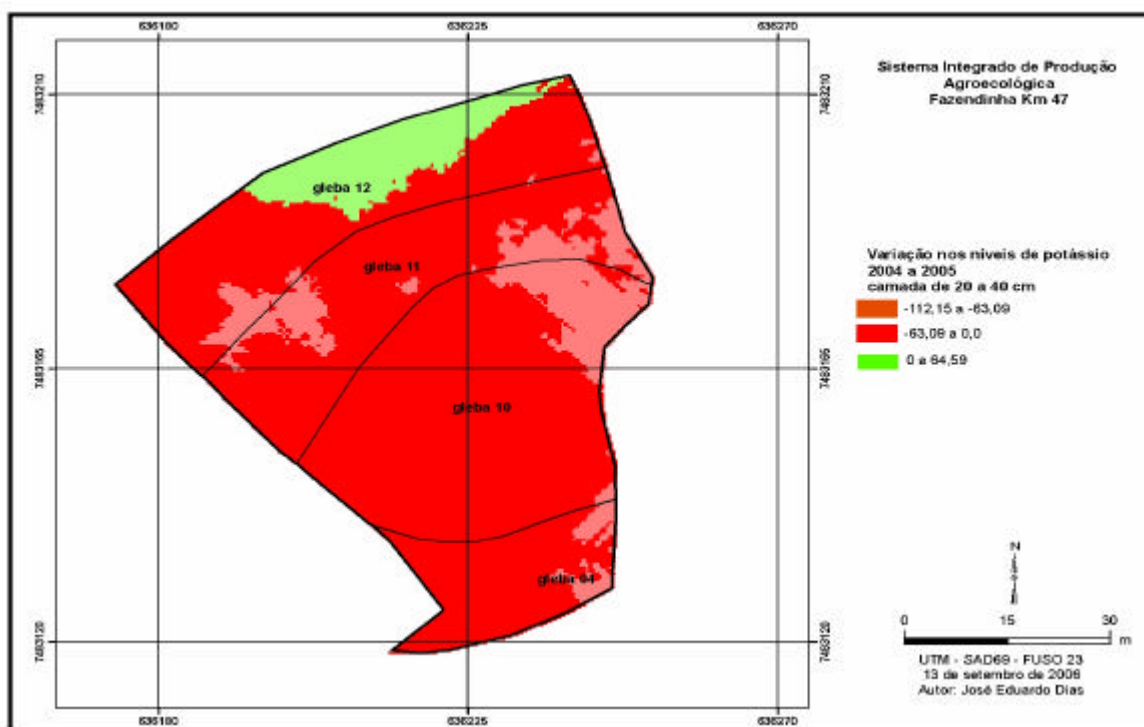 636180 636225 636270
7483210 7483210
Sistema Integrado de Produção
Agroecológica
Fazendinha Km 47
gleba 12
gleba 11
Variação nos níveis de potássio
2004 a 2005
camada de 20 a 40 cm
-112,15 a -63,09
-63,09 a 0,0
0 a 64,59
7483165 7483165
gleba 10
gleba 04
N
0 15 30
m
7483120 7483120
UTM - SAD69 - FUSO 23
13 de setembro de 2006
Autor: José Eduardo Dias
636180 636225 636270